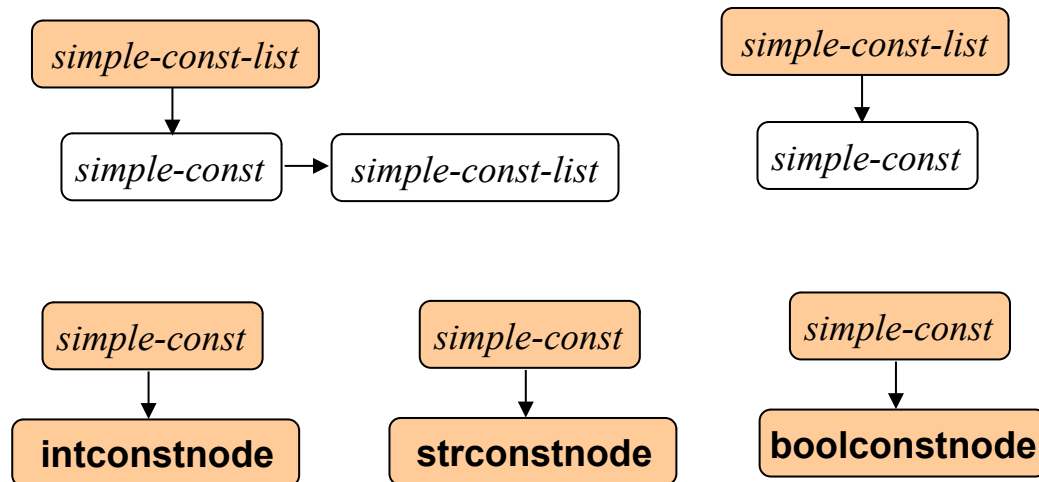 simple-const-list
simple-const-list
simple-const
simple-const-list
simple-const
simple-const
simple-const
simple-const
intconstnode
strconstnode
boolconstnode